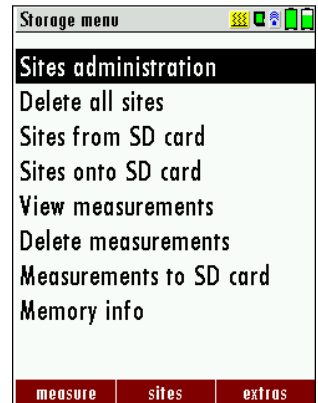 Storage menu
Sites administration
Delete all sites
Sites from SD card
Sites onto SD card
View measurements
Delete measurements
Measurements to SD card
Memory info
measure sites extras